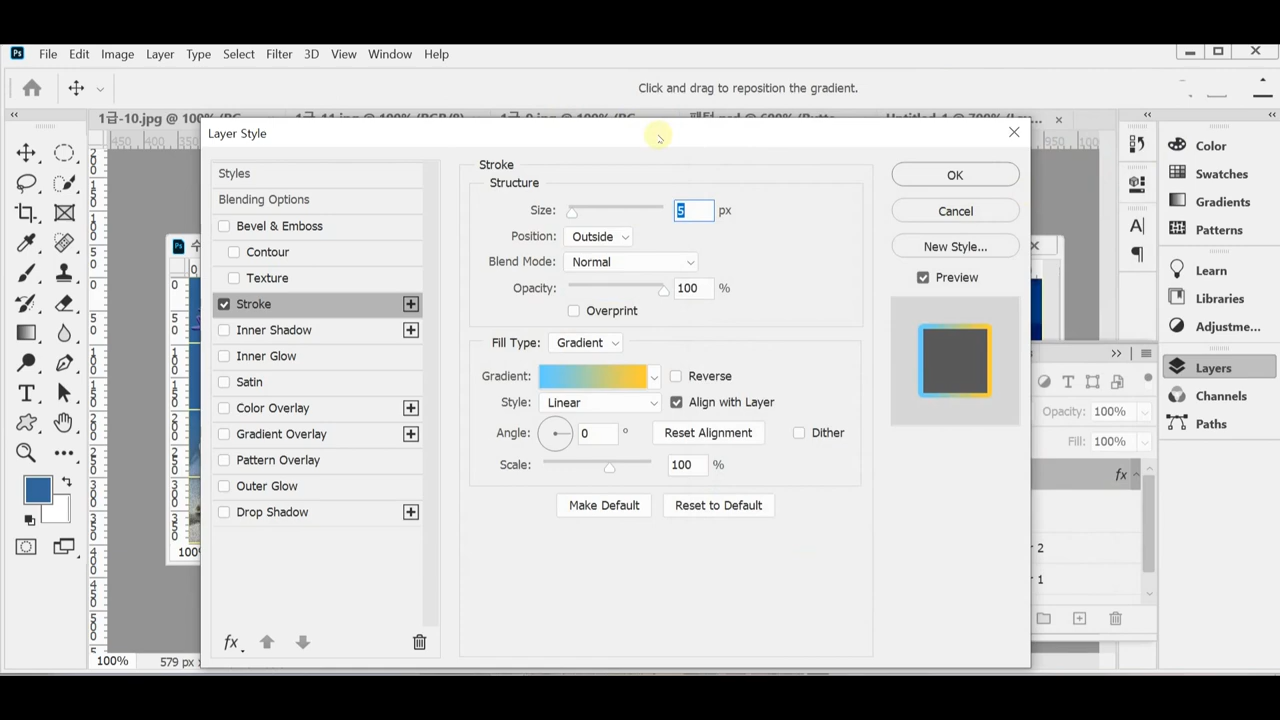 Ps File Edit Image Layer Type Select Filter 3D View Window Help
Click and drag to reposition the gradient.
Layer Style
Styles
Blending Options
Bevel & Emboss
Contour
Texture
Stroke
Inner Shadow
Inner Glow
Satin
Color Overlay
Gradient Overlay
Pattern Overlay
Outer Glow
Drop Shadow
fx
Stroke
Structure
Size: 5 px
Position: Outside
Blend Mode: Normal
Opacity: 100 %
Overprint
Fill Type: Gradient
Gradient: Reverse
Style: Linear Align with Layer
Angle: 0 ° Reset Alignment Dither
Scale: 100 %
Make Default Reset to Default
OK
Cancel
New Style...
Preview
Color
Swatches
Gradients
Patterns
Learn
Libraries
Adjustme...
Layers
Channels
Paths
Opacity: 100%
Fill: 100%
fx
2
1
100% 579 px